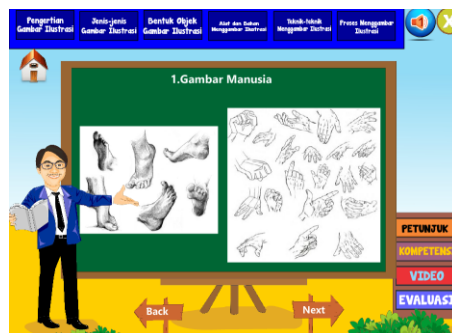 Pengertian
Gambar Ilustrasi
Jenis-jenis
Gambar Ilustrasi
Bentuk Objek
Gambar Ilustrasi
Alat dan Bahan
Menggambar Ilustrasi
Teknik-teknik
Menggambar Ilustrasi
Proses Menggambar
Ilustrasi
X
1.Gambar Manusia
PETUNJUK
KOMPETENSI
VIDEO
EVALUASI
Back
Next